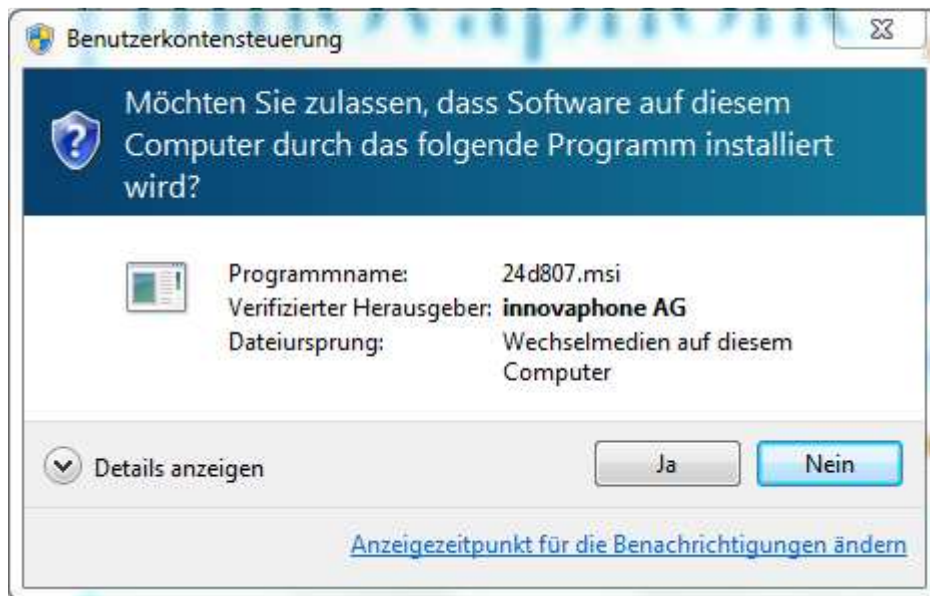 Benutzerkontensteuerung
Möchten Sie zulassen, dass Software auf diesem
Computer durch das folgende Programm installiert
wird?
Programmname: 24d807.msi
Verifizierter Herausgeber: innovaphone AG
Dateiursprung: Wechselmedien auf diesem
Computer
Details anzeigen
Ja
Nein
Anzeigezeitpunkt für die Benachrichtigungen ändern